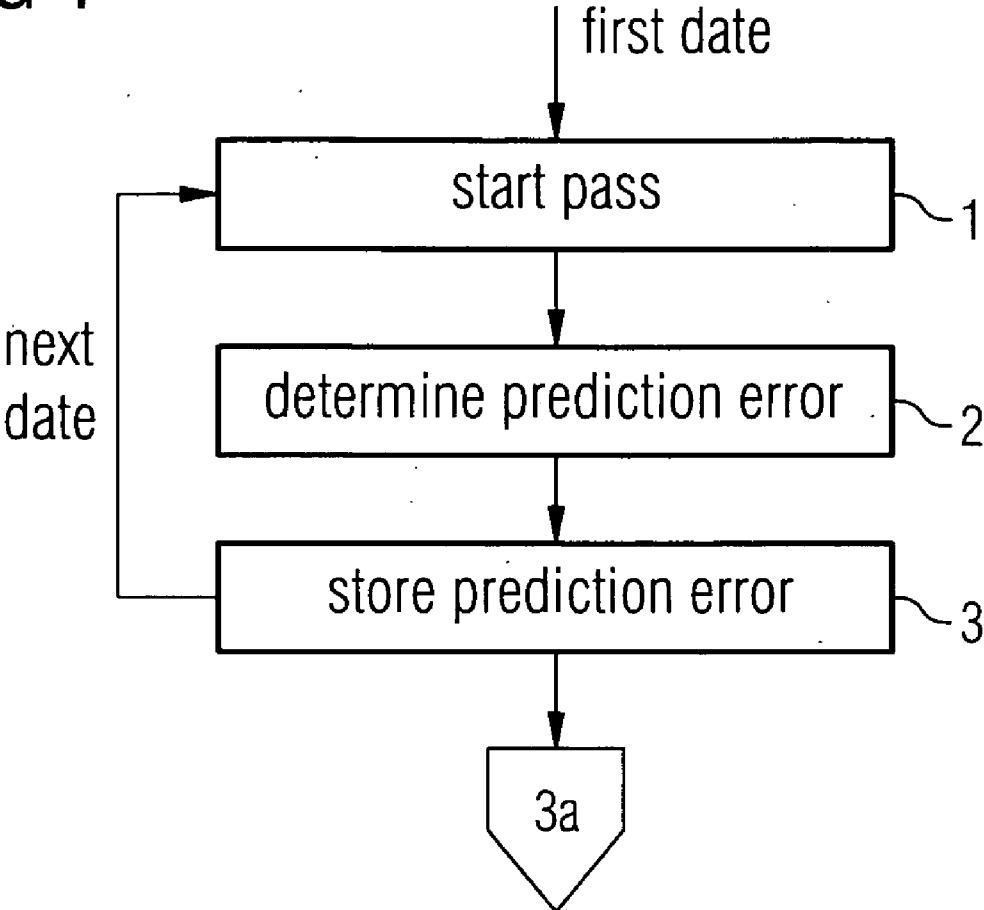 first date
start pass
1
next
date
determine prediction error
2
store prediction error
3
3a